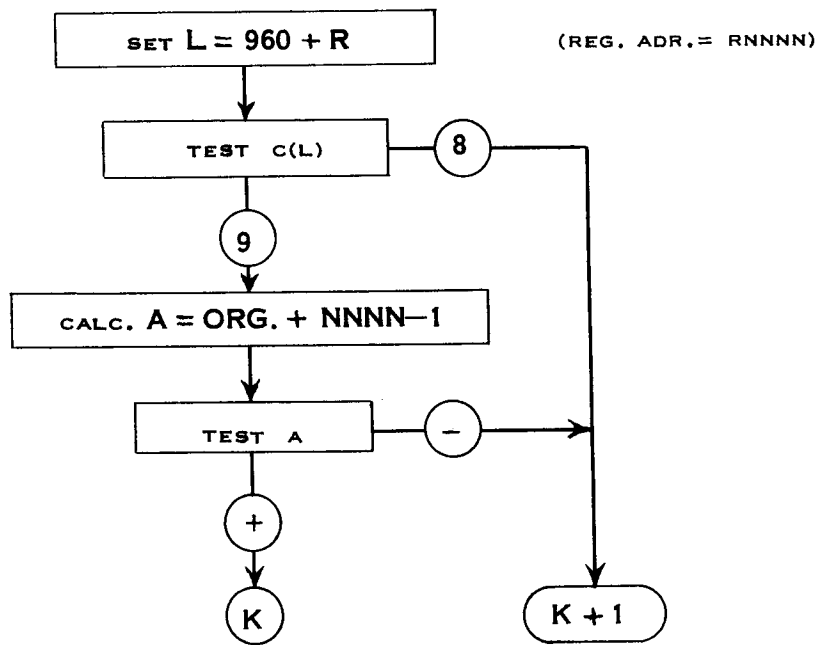 SET L = 960 + R
(REG. ADR. = RNNNN)
TEST C(L)
8
9
CALC. A = ORG. + NNNN-1
TEST A
-
+
K
K + 1